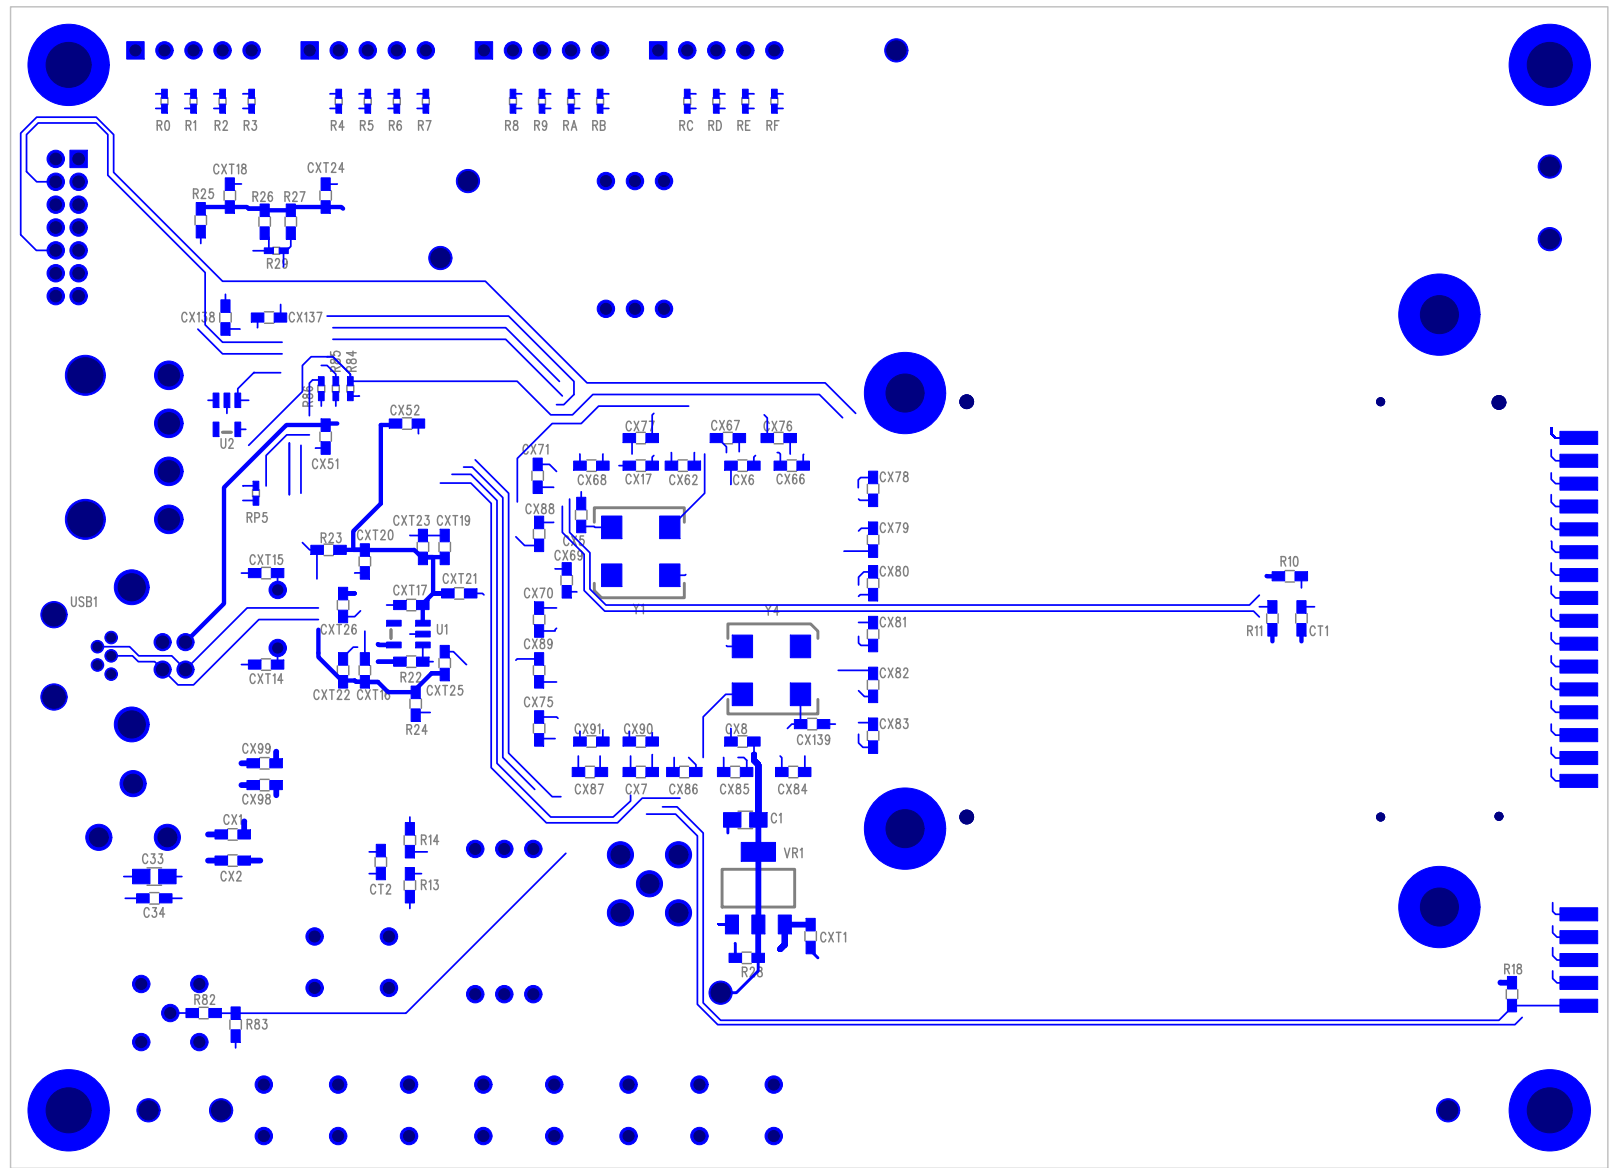 R0 R1 R2 R3 R4 R5 R6 R7 R8 R9 RA RB RC RD RE RF
CXT18 CXT24
R25 R26 R27
R29
CX138 CX137
R86 R85 R84
U2
CX51
CX52
CX77 CX67 CX76
CX71
CX68 CX17 CX62 CX6 CX66
CX78
RP5
CX88
CX5
CX79
R23 CXT20 CXT23 CXT19
CX69
CXT15
CX80
R10
CXT17 CXT21
USB1
CX70
Y1 Y4
CXT26
U1
CX81
R11 CT1
CX89
CXT14
R22
CX82
CXT22 CXT16 CXT25
R24
CX75
CX91 CX90 CX8
CX139
CX83
CX99
CX98
CX87 CX7 CX86 CX85 CX84
CX1
C1
R14
C33
CX2
VR1
CT2 R13
C34
CXT1
R28
R18
R82
R83